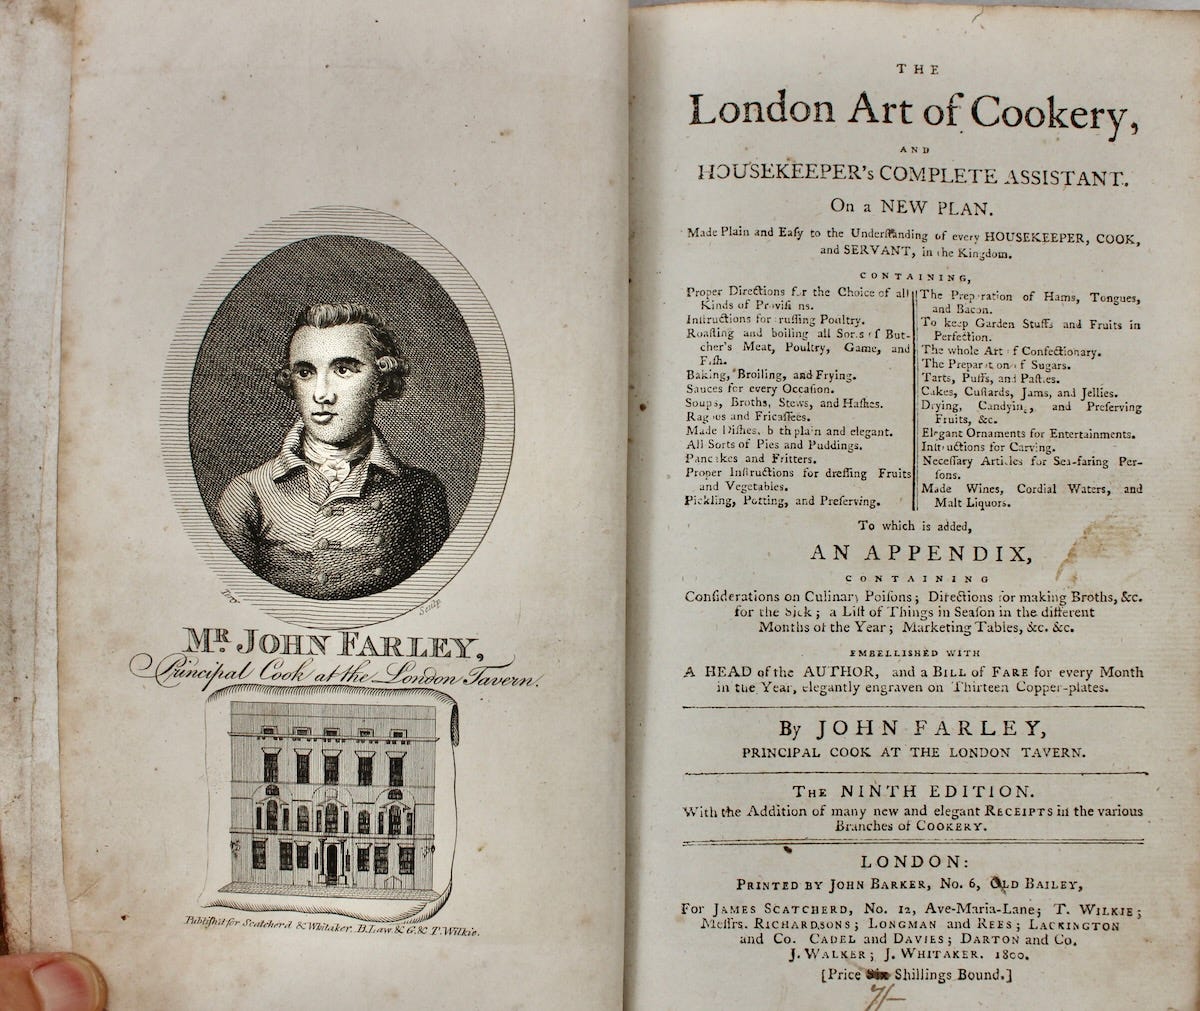 Dodd
Sculp
MR. JOHN FARLEY,
Principal Cook at the London Tavern.
Publish'd for Scatcherd & Whitaker. B. Law. & G. & T. Wilkie.
THE
London Art of Cookery,
AND
HOUSEKEEPER's COMPLETE ASSISTANT.
On a NEW PLAN.
Made Plain and Eaſy to the Underſtanding of every HOUSEKEEPER, COOK,
and SERVANT, in the Kingdom.
CONTAINING,
Proper Directions for the Choice of all
Kinds of Proviſions.
Inſtructions for truſſing Poultry.
Roaſting and boiling all Sorts of But-
cher's Meat, Poultry, Game, and
Fiſh.
Baking, Broiling, and Frying.
Sauces for every Occaſion.
Soups, Broths, Stews, and Haſhes.
Ragous and Fricaſſees.
Made Diſhes, both plain and elegant.
All Sorts of Pies and Puddings.
Pancakes and Fritters.
Proper Inſtructions for dreſſing Fruits
and Vegetables.
Pickling, Potting, and Preſerving.
The Preparation of Hams, Tongues,
and Bacon.
To keep Garden Stuffs and Fruits in
Perfection.
The whole Art of Confectionary.
The Preparation of Sugars.
Tarts, Puffs, and Paſties.
Cakes, Cuſtards, Jams, and Jellies.
Drying, Candying, and Preſerving
Fruits, &c.
Elegant Ornaments for Entertainments.
Inſtructions for Carving.
Neceſſary Articles for Sea-faring Per-
ſons.
Made Wines, Cordial Waters, and
Malt Liquors.
To which is added,
AN APPENDIX,
CONTAINING
Conſiderations on Culinary Poiſons; Directions for making Broths, &c.
for the Sick; a Liſt of Things in Seaſon in the different
Months of the Year; Marketing Tables, &c. &c.
EMBELLISHED WITH
A HEAD of the AUTHOR, and a BILL of FARE for every Month
in the Year, elegantly engraven on Thirteen Copper-plates.
By JOHN FARLEY,
PRINCIPAL COOK AT THE LONDON TAVERN.
THE NINTH EDITION.
With the Addition of many new and elegant RECEIPTS in the various
Branches of COOKERY.
LONDON:
PRINTED BY JOHN BARKER, No. 6, OLD BAILEY,
For JAMES SCATCHERD, No. 12, Ave-Maria-Lane; T. WILKIE;
Meſſrs. RICHARDSONS; LONGMAN and REES; LACKINGTON
and Co. CADEL and DAVIES; DARTON and Co.
J. WALKER; J. WHITAKER. 1800.
[Price Six Shillings Bound.]
7/-